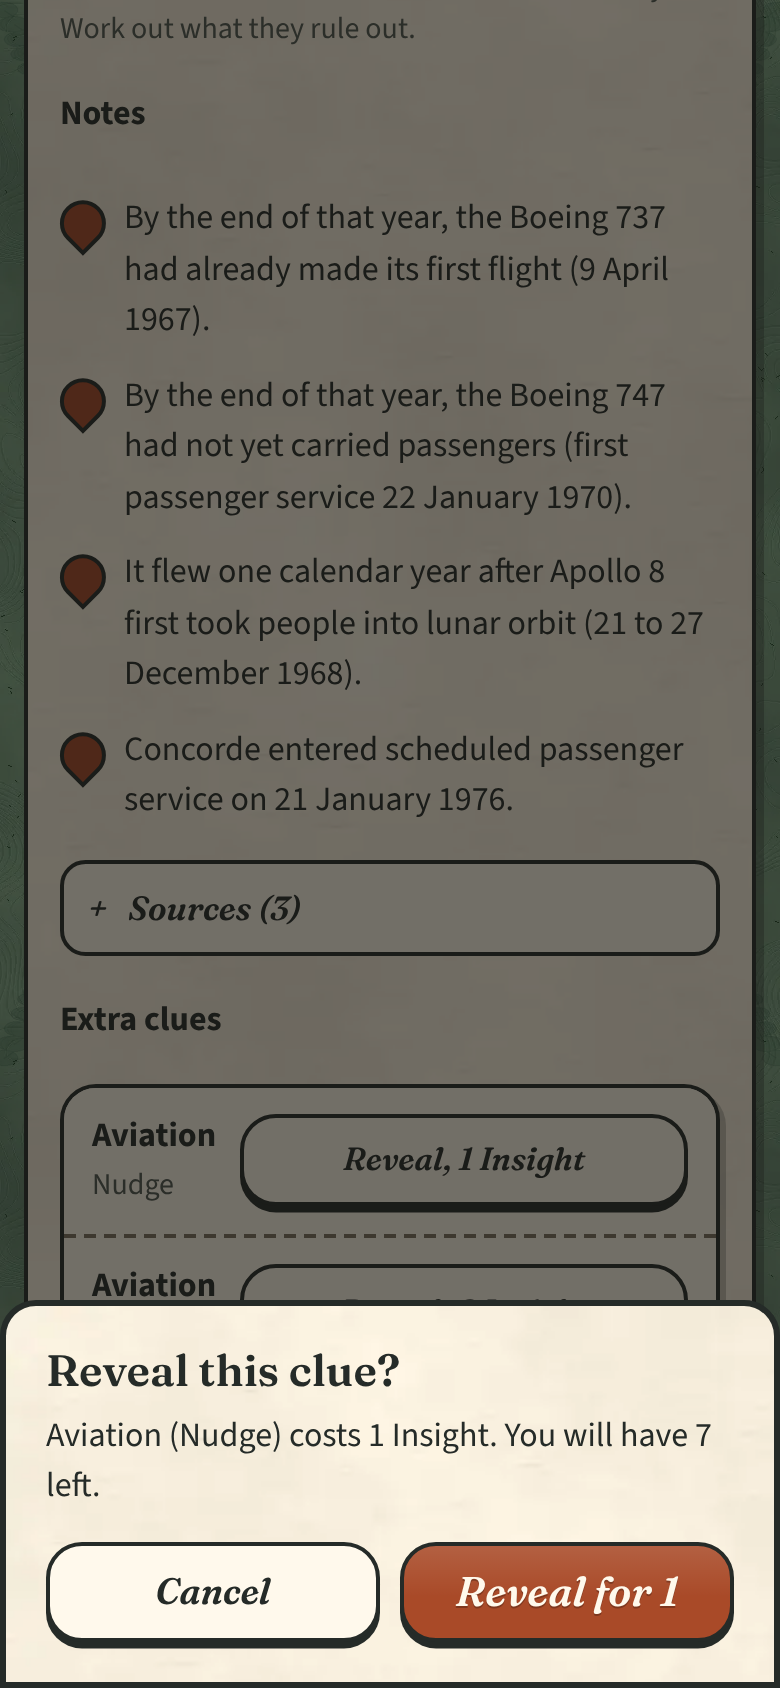 Work out what they rule out.
Notes
By the end of that year, the Boeing 737
had already made its first flight (9 April
1967).
By the end of that year, the Boeing 747
had not yet carried passengers (first
passenger service 22 January 1970).
It flew one calendar year after Apollo 8
first took people into lunar orbit (21 to 27
December 1968).
Concorde entered scheduled passenger
service on 21 January 1976.
+ Sources (3)
Extra clues
Aviation
Reveal, 1 Insight
Nudge
Aviation
Reveal this clue?
Aviation (Nudge) costs 1 Insight. You will have 7
left.
Cancel
Reveal for 1